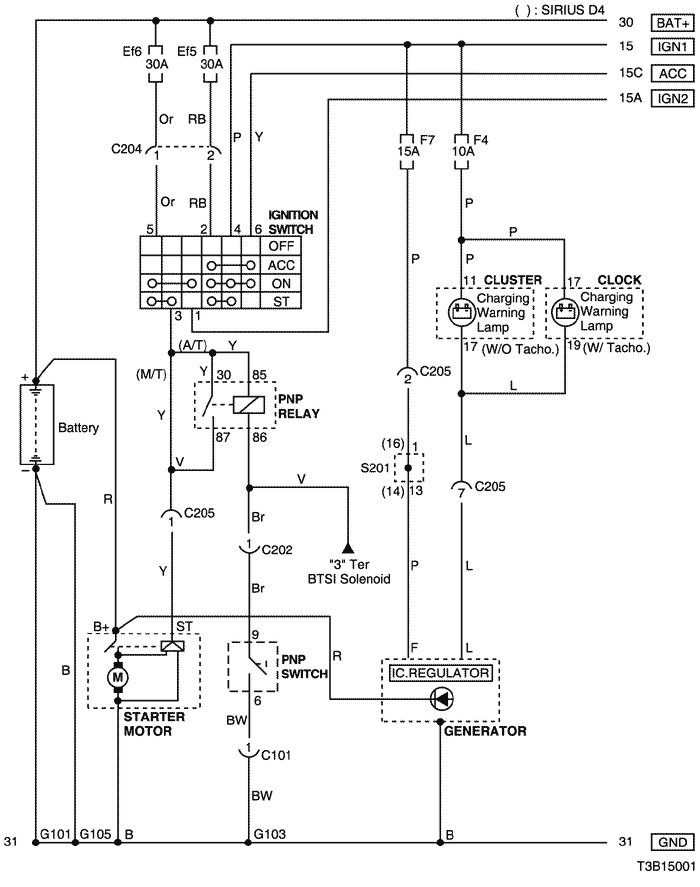 ( ) : SIRIUS D4
30 BAT+
15 IGN1
15C ACC
15A IGN2
Ef6 Ef5
30A 30A
F7 F4
15A 10A
Or RB P Y
C204 1 2
Or RB
P
P
P P
IGNITION
SWITCH
5 2 4 6
OFF
ACC
ON
ST
3 1
11 CLUSTER 17 CLOCK
Charging
Warning
Lamp
Charging
Warning
Lamp
17 (W/O Tacho.) 19 (W/ Tacho.)
(A/T) Y
(M/T) Y 30 85
PNP
RELAY
87 86
C205
2
L
+
Battery
−
Y
V
V
(16) 1
S201
(14) 13
L
C205
7
R
C205
1
Br
C202
1
"3" Ter
BTSI Solenoid
Y
Br
P L
B+ ST
9
PNP
SWITCH
6
R
F L
IC.REGULATOR
GENERATOR
M
STARTER
MOTOR
B
BW
C101
1
BW
31 G101 G105 B G103 B 31 GND
T3B15001